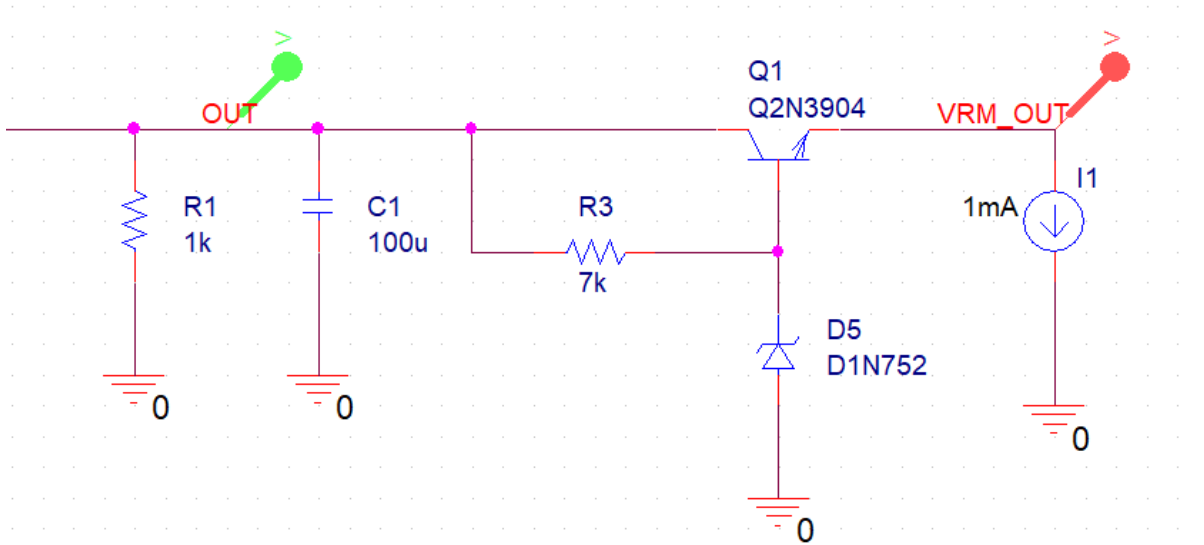 OUT
Q1
Q2N3904
VRM_OUT
R1
1k
C1
100u
R3
7k
I1
1mA
D5
D1N752
0
0
0
0
V
V